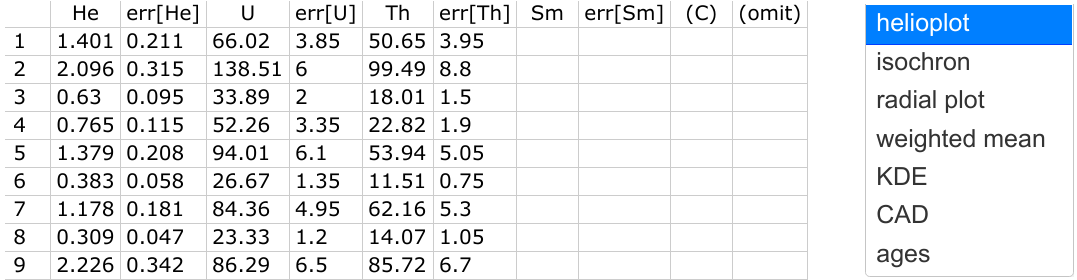 He err[He] U err[U] Th err[Th] Sm err[Sm] (C) (omit)
1 1.401 0.211 66.02 3.85 50.65 3.95
2 2.096 0.315 138.51 6 99.49 8.8
3 0.63 0.095 33.89 2 18.01 1.5
4 0.765 0.115 52.26 3.35 22.82 1.9
5 1.379 0.208 94.01 6.1 53.94 5.05
6 0.383 0.058 26.67 1.35 11.51 0.75
7 1.178 0.181 84.36 4.95 62.16 5.3
8 0.309 0.047 23.33 1.2 14.07 1.05
9 2.226 0.342 86.29 6.5 85.72 6.7
helioplot
isochron
radial plot
weighted mean
KDE
CAD
ages